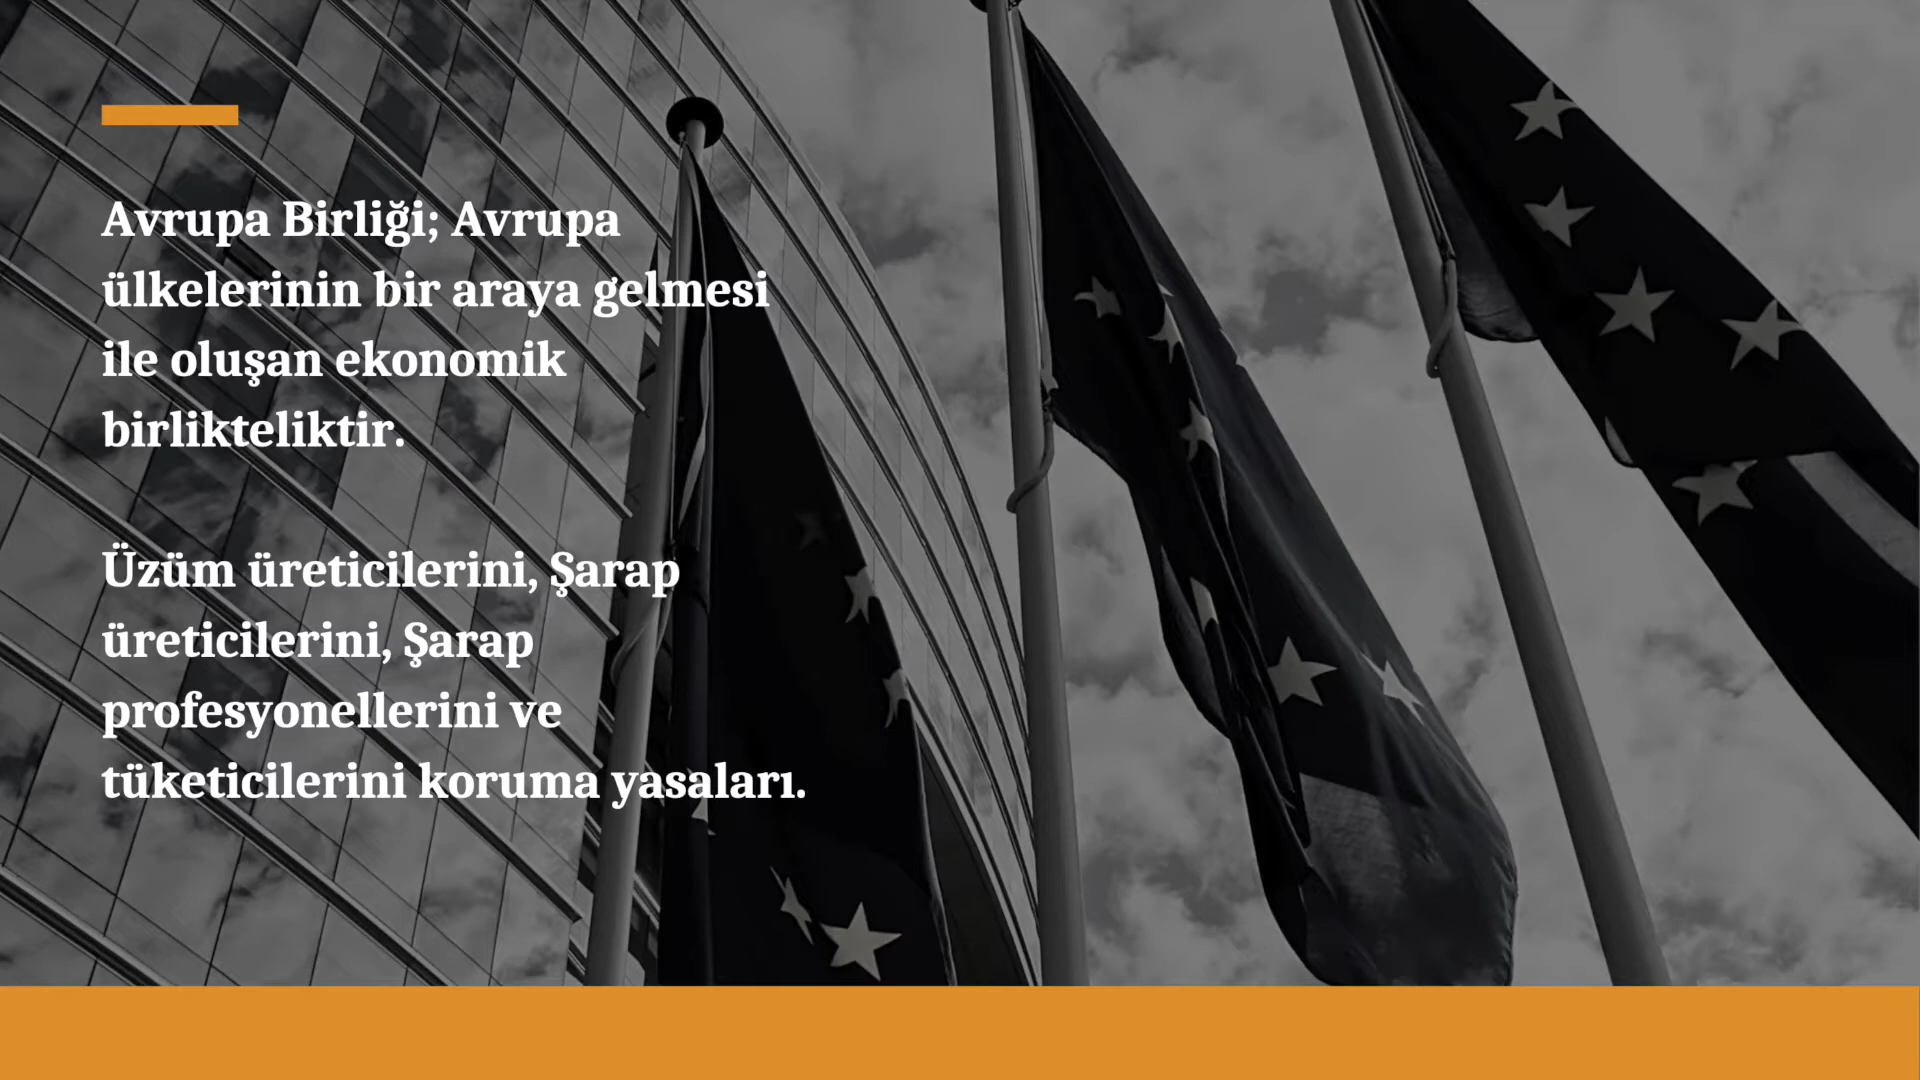 Avrupa Birliği; Avrupa
ülkelerinin bir araya gelmesi
ile oluşan ekonomik
birlikteliktir.
Üzüm üreticilerini, Şarap
üreticilerini, Şarap
profesyonellerini ve
tüketicilerini koruma yasaları.